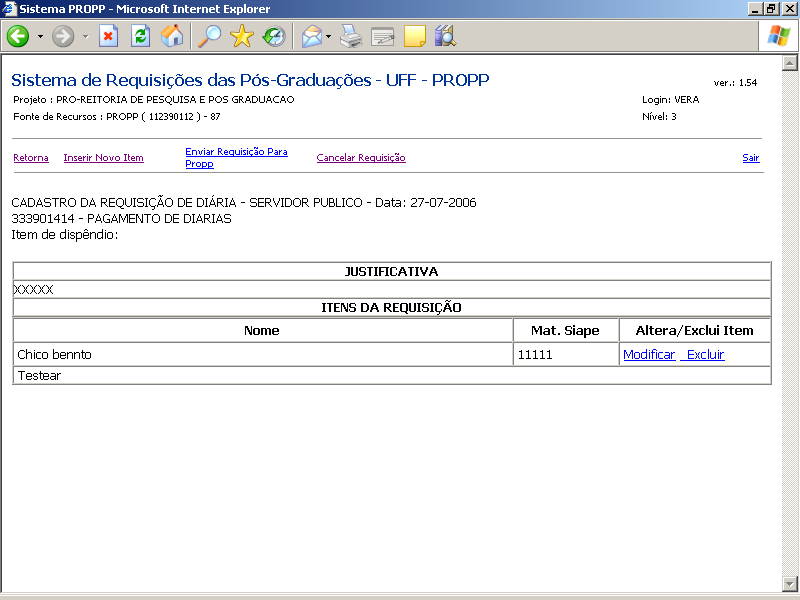 Sistema PROPP - Microsoft Internet Explorer
Sistema de Requisições das Pós-Graduações - UFF - PROPP
ver.: 1.54
Projeto : PRO-REITORIA DE PESQUISA E POS GRADUACAO
Login: VERA
Fonte de Recursos : PROPP ( 112390112 ) - 87
Nível: 3
Retorna
Inserir Novo Item
Enviar Requisição Para
Propp
Cancelar Requisição
Sair
CADASTRO DA REQUISIÇÃO DE DIÁRIA - SERVIDOR PUBLICO - Data: 27-07-2006
333901414 - PAGAMENTO DE DIARIAS
Item de dispêndio:
JUSTIFICATIVA
XXXXX
ITENS DA REQUISIÇÃO
Nome Mat. Siape Altera/Exclui Item
Chico bennto 11111 Modificar Excluir
Testear